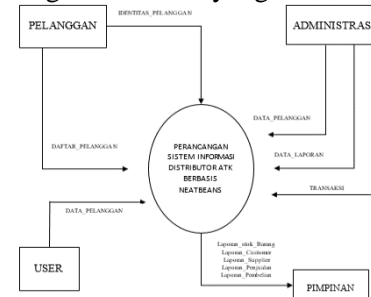 IDENTITAS_PELANGGAN
PELANGGAN
ADMINISTRAS
DATA_PELANGGAN
DAFTAR_PELANGGAN
PERANCANGAN
SISTEM INFORMASI
DISTRIBUTOR ATK
BERBASIS
NEATBEANS
DATA_LAPORAN
TRANSAKSI
DATA_PELANGGAN
USER
Laporan_stok_Barang
Laporan_Customer
Laporan_Supplier
Laporan_Penjualan
Laporan_Pembelian
PIMPINAN